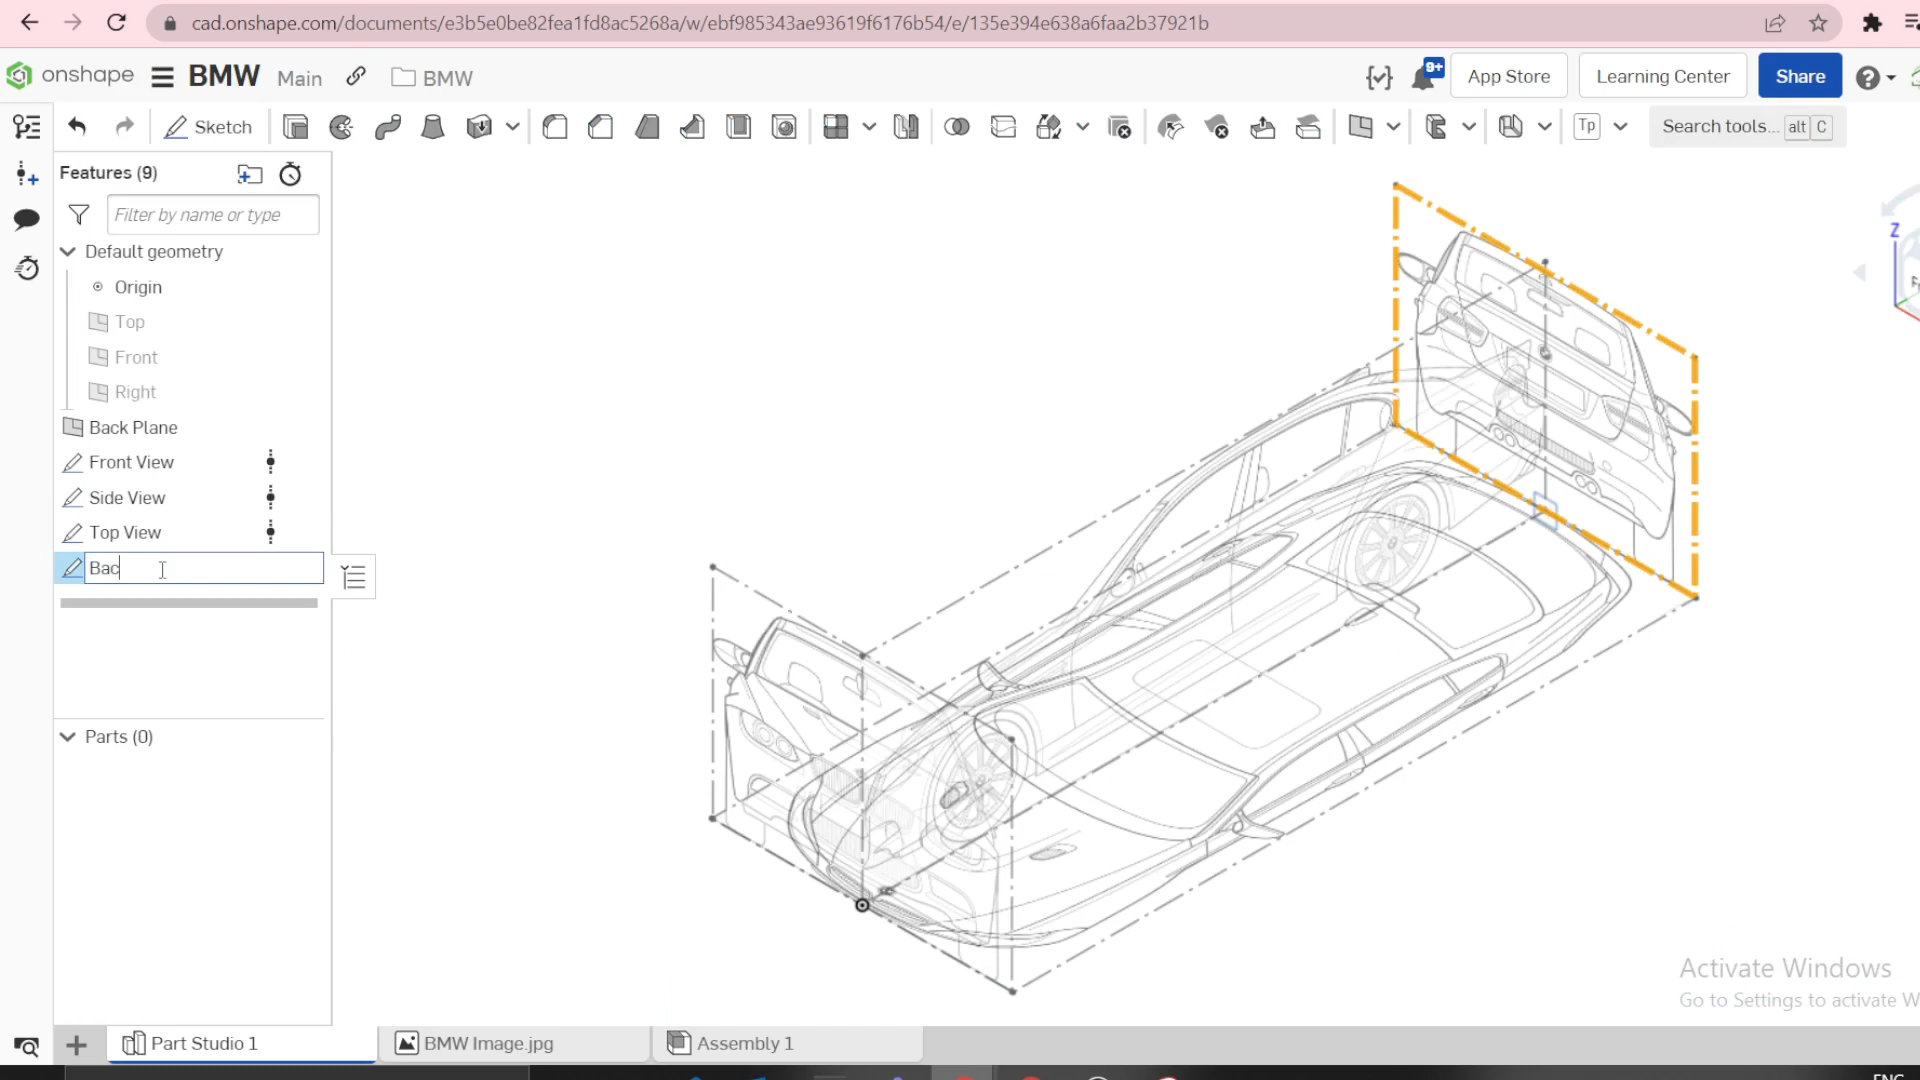 cad.onshape.com/documents/e3b5e0be82fea1fd8ac5268a/w/ebf985343ae93619f6176b54/e/135e394e638a6faa2b37921b
onshape BMW Main BMW 9+ App Store Learning Center Share
Sketch Tp Search tools... alt C
Features (9)
Filter by name or type
Default geometry
Origin
Top
Front
Right
Back Plane
Front View
Side View
Top View
Bac
Parts (0)
Z
Activate Windows
Go to Settings to activate W
Part Studio 1 BMW Image.jpg Assembly 1